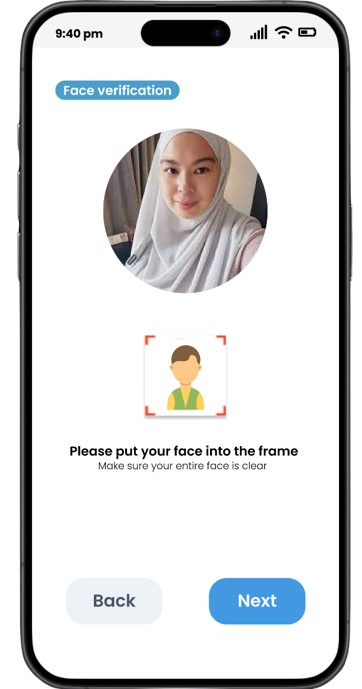 9:40 pm
Face verification
Please put your face into the frame
Make sure your entire face is clear
Back
Next